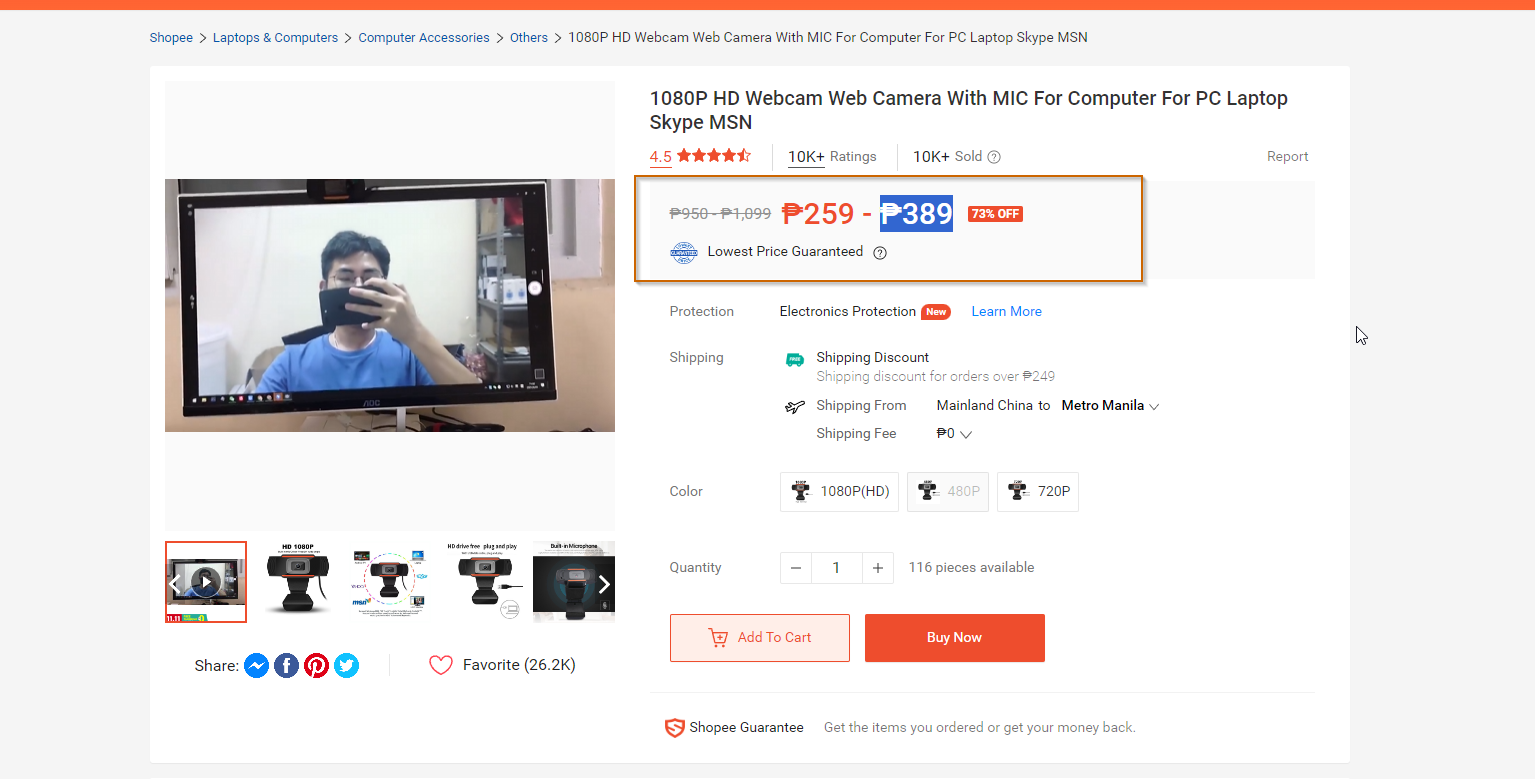 Shopee > Laptops & Computers > Computer Accessories > Others > 1080P HD Webcam Web Camera With MIC For Computer For PC Laptop Skype MSN
1080P HD Webcam Web Camera With MIC For Computer For PC Laptop
Skype MSN
4.5 10K+ Ratings 10K+ Sold ? Report
₱950 - ₱1,099 ₱259 - ₱389 73% OFF
GUARANTEED Lowest Price Guaranteed ?
Protection Electronics Protection New Learn More
Shipping FREE Shipping Discount
Shipping discount for orders over ₱249
Shipping From Mainland China to Metro Manila
Shipping Fee ₱0
AOC
Color 1080P(HD) 480P 720P
HD 1080P
HD drive free plug and play
Built-in Microphone
msn
11.11
Quantity − 1 + 116 pieces available
Add To Cart Buy Now
Share: Favorite (26.2K)
Shopee Guarantee Get the items you ordered or get your money back.